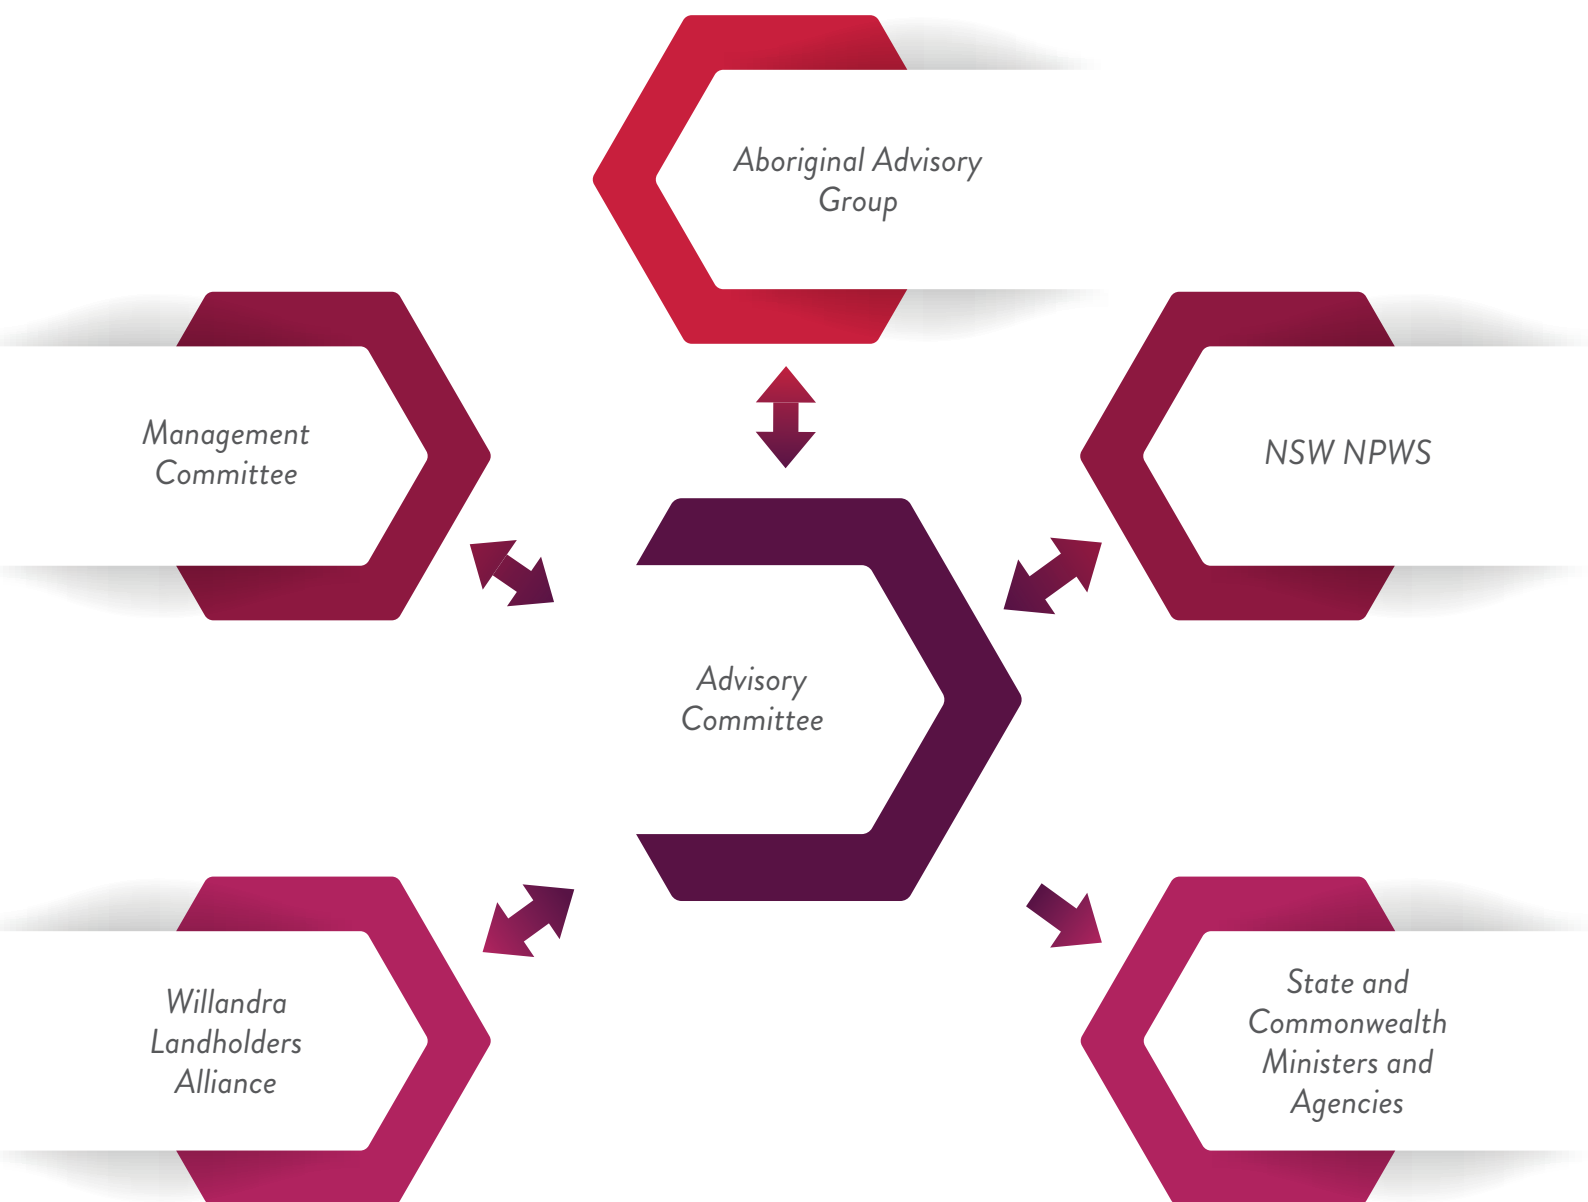 Aboriginal Advisory
Group
Management
Committee
NSW NPWS
Advisory
Committee
Willandra
Landholders
Alliance
State and
Commonwealth
Ministers and
Agencies